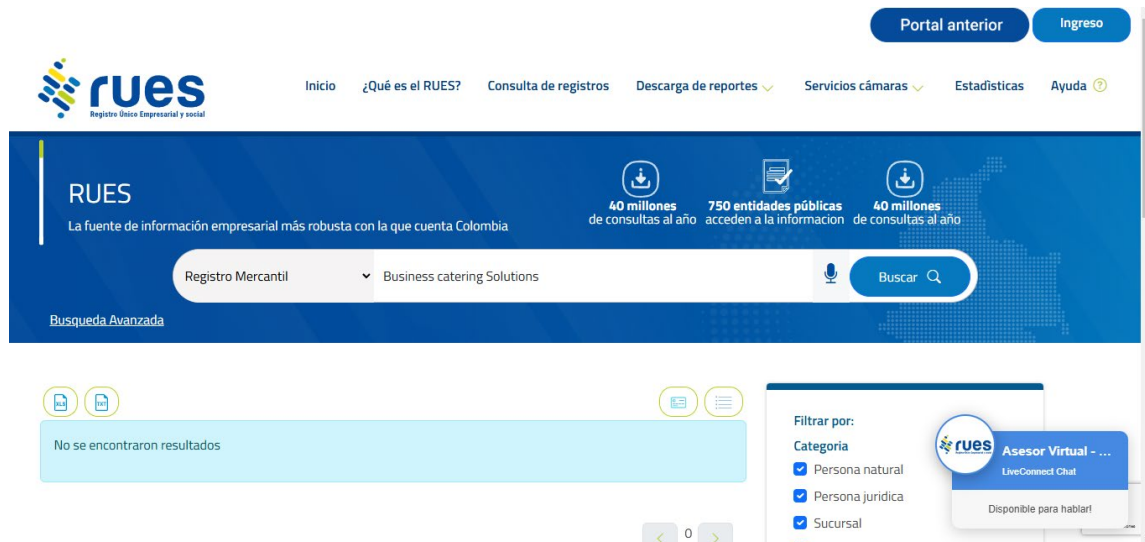 Portal anterior
Ingreso
rues
Registro Único Empresarial y social
Inicio
¿Qué es el RUES?
Consulta de registros
Descarga de reportes
Servicios cámaras
Estadìsticas
Ayuda ?
RUES
La fuente de información empresarial más robusta con la que cuenta Colombia
40 millones
de consultas al año
750 entidades públicas
acceden a la informacion
40 millones
de consultas al año
Registro Mercantil
Business catering Solutions
Buscar
Busqueda Avanzada
XLS
TXT
No se encontraron resultados
0
Filtrar por:
Categoria
Persona natural
Persona juridica
Sucursal
rues
Asesor Virtual - ...
LiveConnect Chat
Disponible para hablar!